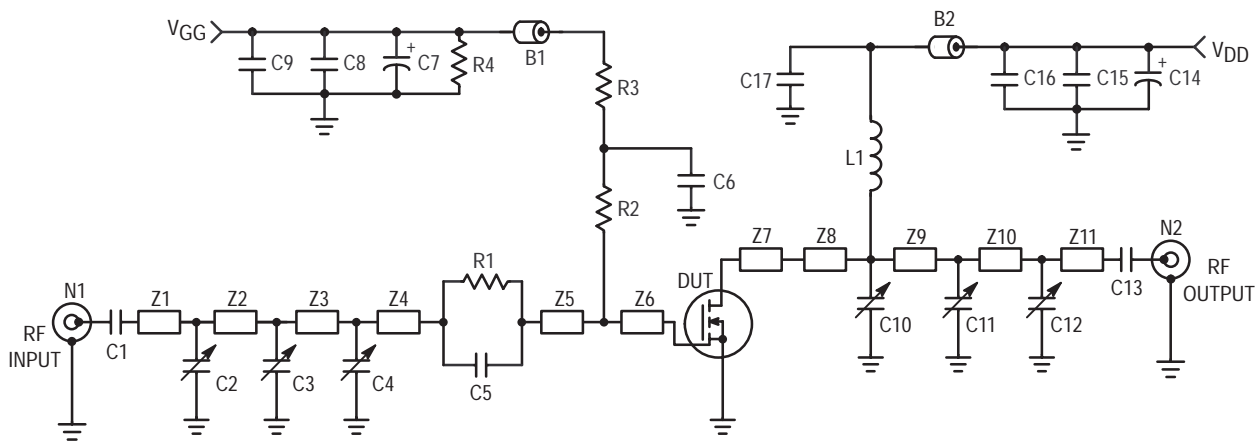 VGG
C9
C8
+
C7
R4
B1
R3
C6
R2
B2
VDD
C17
C16
C15
+
C14
L1
N1
RF
INPUT
C1
Z1
Z2
Z3
Z4
C2
C3
C4
R1
C5
Z5
Z6
DUT
Z7
Z8
Z9
Z10
Z11
C10
C11
C12
C13
N2
RF
OUTPUT